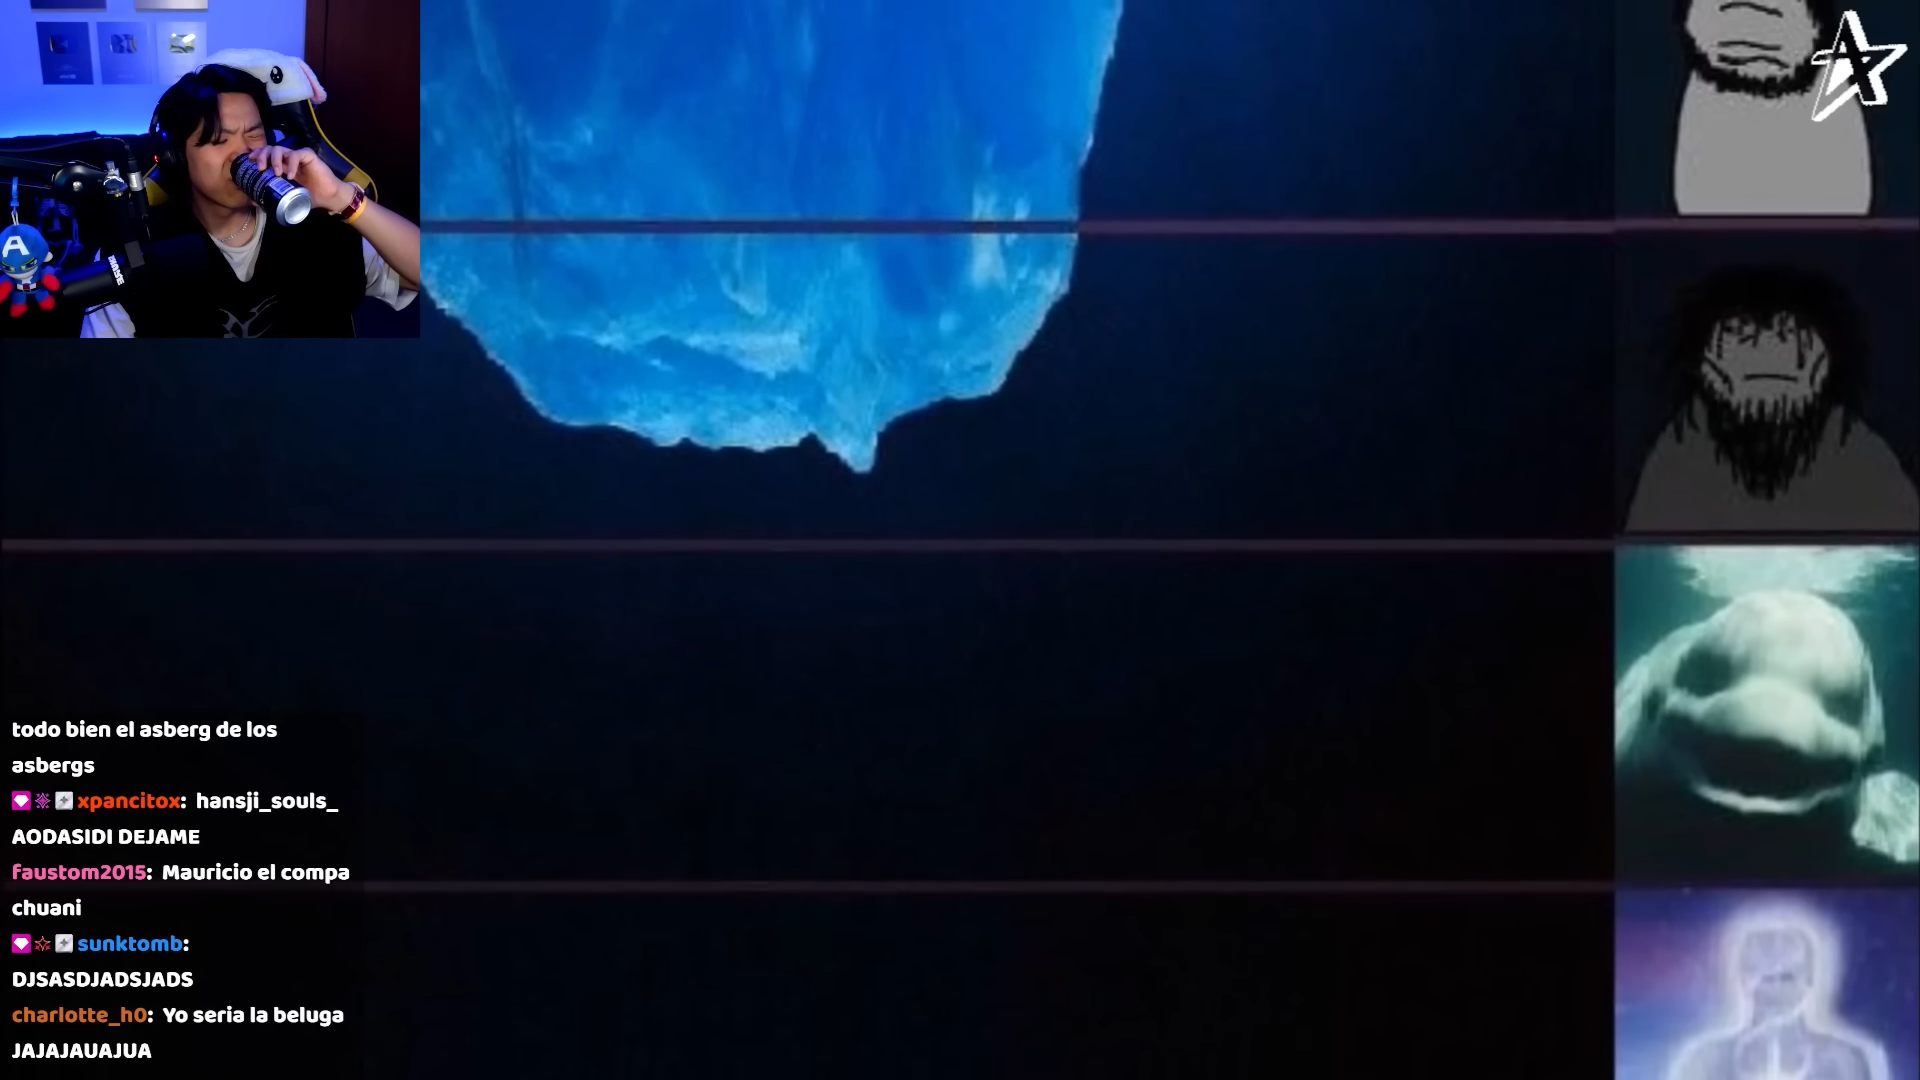 todo bien el asberg de los
asbergs
xpancitox: hansji_souls_
AODASIDI DEJAME
faustom2015: Mauricio el compa
chuani
sunktomb:
DJSASDJADSJADS
charlotte_h0: Yo seria la beluga
JAJAJAUAJUA
A